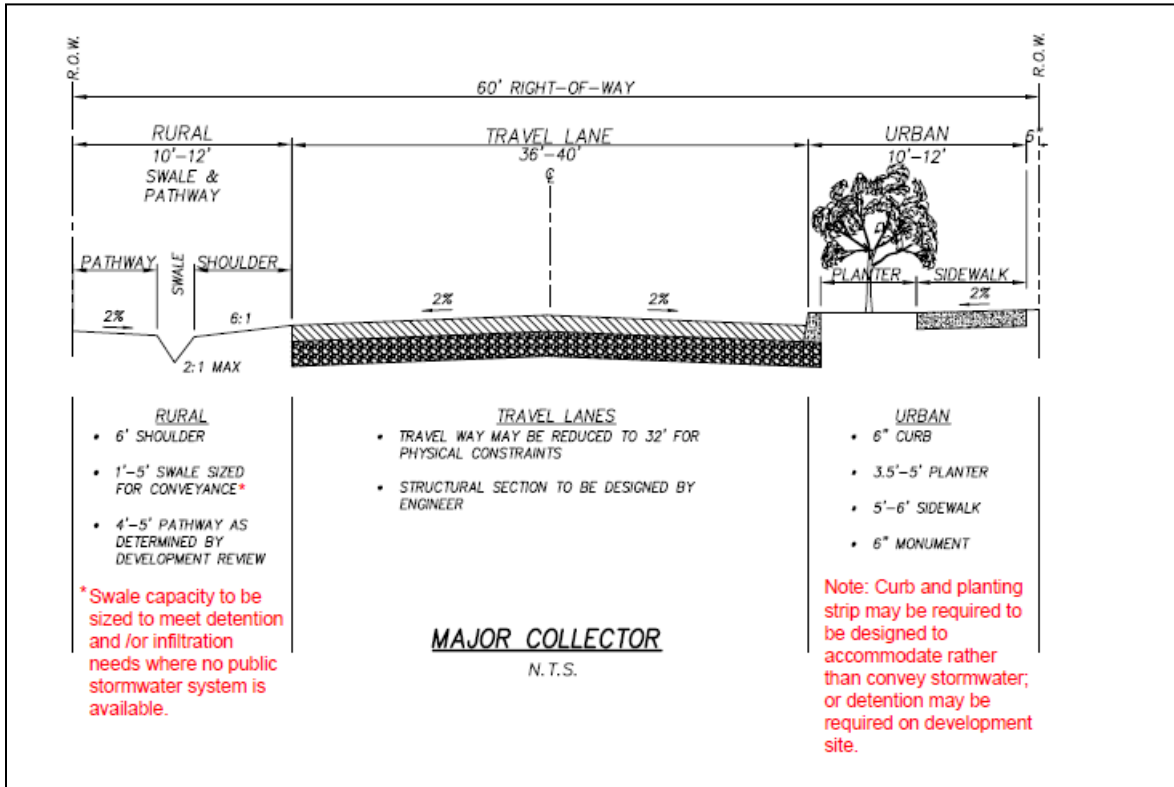 R.O.W.
R.O.W.
60' RIGHT-OF-WAY
RURAL
10'-12'
SWALE &
PATHWAY
TRAVEL LANE
36'-40'
℄
URBAN
10'-12'
6"
PATHWAY
SWALE
SHOULDER
PLANTER
SIDEWALK
2%
6:1
2%
2%
2%
2:1 MAX
RURAL
• 6' SHOULDER
• 1'-5' SWALE SIZED
FOR CONVEYANCE*
• 4'-5' PATHWAY AS
DETERMINED BY
DEVELOPMENT REVIEW
*Swale capacity to be
sized to meet detention
and /or infiltration
needs where no public
stormwater system is
available.
TRAVEL LANES
• TRAVEL WAY MAY BE REDUCED TO 32' FOR
PHYSICAL CONSTRAINTS
• STRUCTURAL SECTION TO BE DESIGNED BY
ENGINEER
MAJOR COLLECTOR
N.T.S.
URBAN
• 6" CURB
• 3.5'-5' PLANTER
• 5'-6' SIDEWALK
• 6" MONUMENT
Note: Curb and planting
strip may be required to
be designed to
accommodate rather
than convey stormwater;
or detention may be
required on development
site.